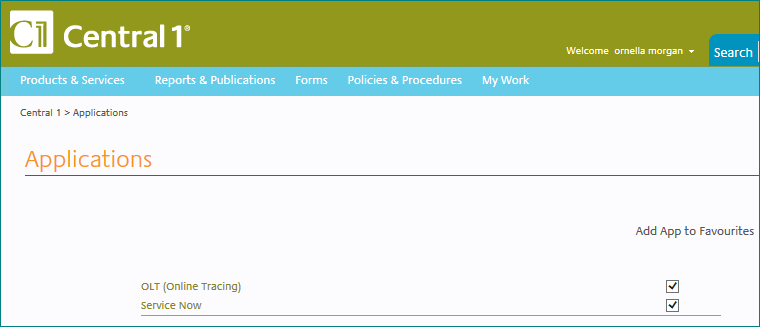 C1 Central 1®
Welcome ornella morgan
Search
Products & Services Reports & Publications Forms Policies & Procedures My Work
Central 1 > Applications
Applications
Add App to Favourites
OLT (Online Tracing)
Service Now